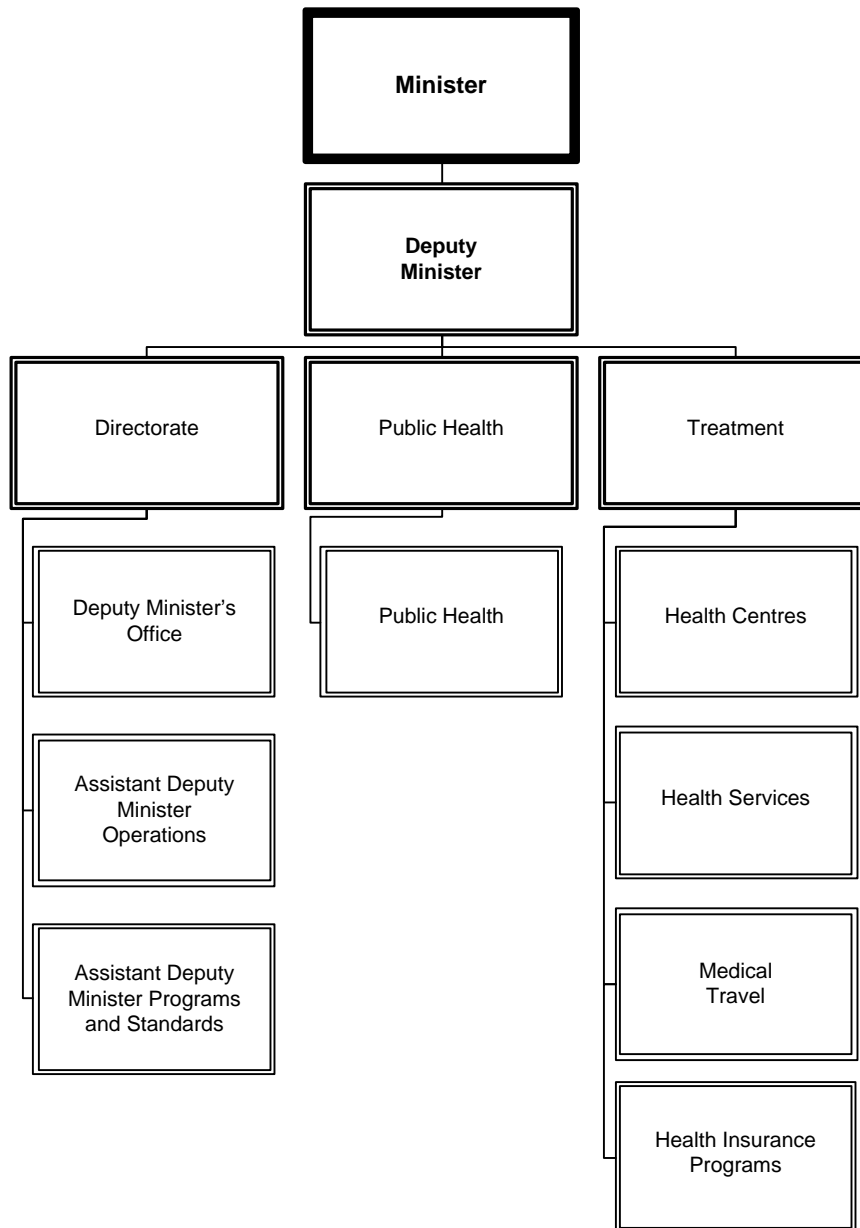 Minister
Deputy
Minister
Directorate
Public Health
Treatment
Deputy Minister’s
Office
Assistant Deputy
Minister
Operations
Assistant Deputy
Minister Programs
and Standards
Public Health
Health Centres
Health Services
Medical
Travel
Health Insurance
Programs